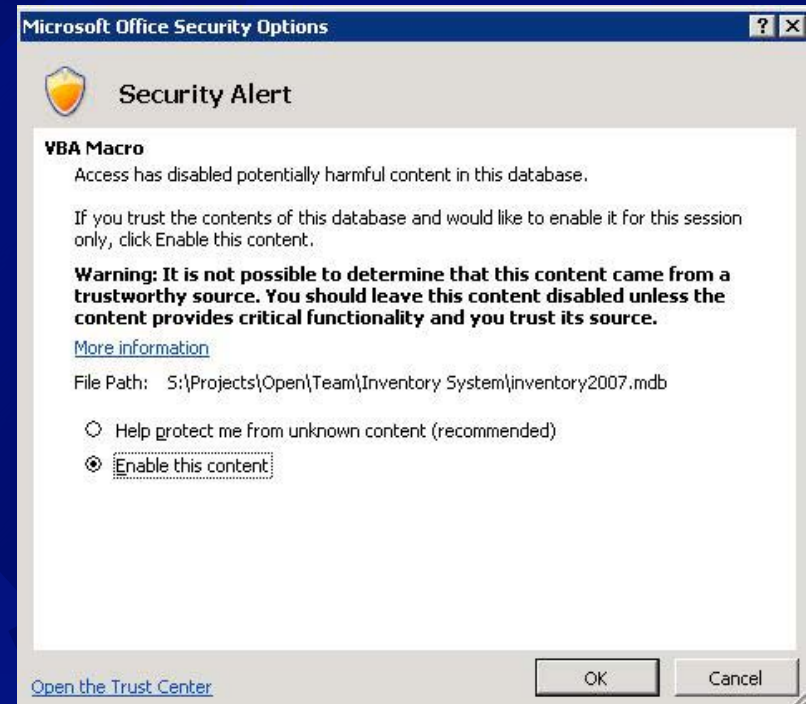 Microsoft Office Security Options
Security Alert
VBA Macro
Access has disabled potentially harmful content in this database.
If you trust the contents of this database and would like to enable it for this session
only, click Enable this content.
Warning: It is not possible to determine that this content came from a
trustworthy source. You should leave this content disabled unless the
content provides critical functionality and you trust its source.
More information
File Path: S:\Projects\Open\Team\Inventory System\inventory2007.mdb
Help protect me from unknown content (recommended)
Enable this content
Open the Trust Center
OK
Cancel